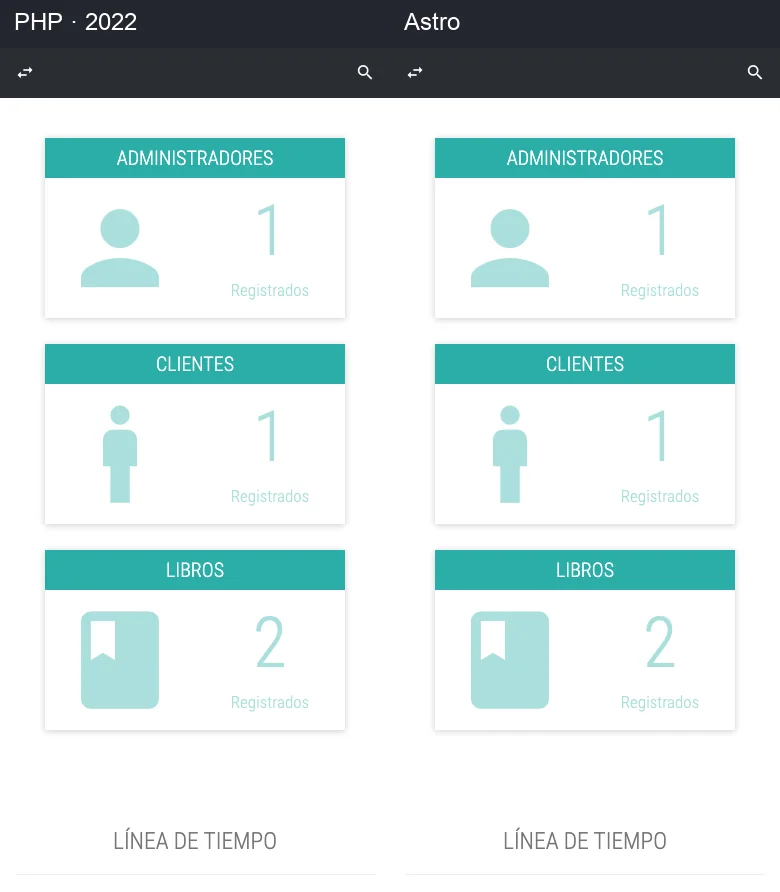 PHP · 2022
ADMINISTRADORES
1
Registrados
CLIENTES
1
Registrados
LIBROS
2
Registrados
LÍNEA DE TIEMPO
Astro
ADMINISTRADORES
1
Registrados
CLIENTES
1
Registrados
LIBROS
2
Registrados
LÍNEA DE TIEMPO